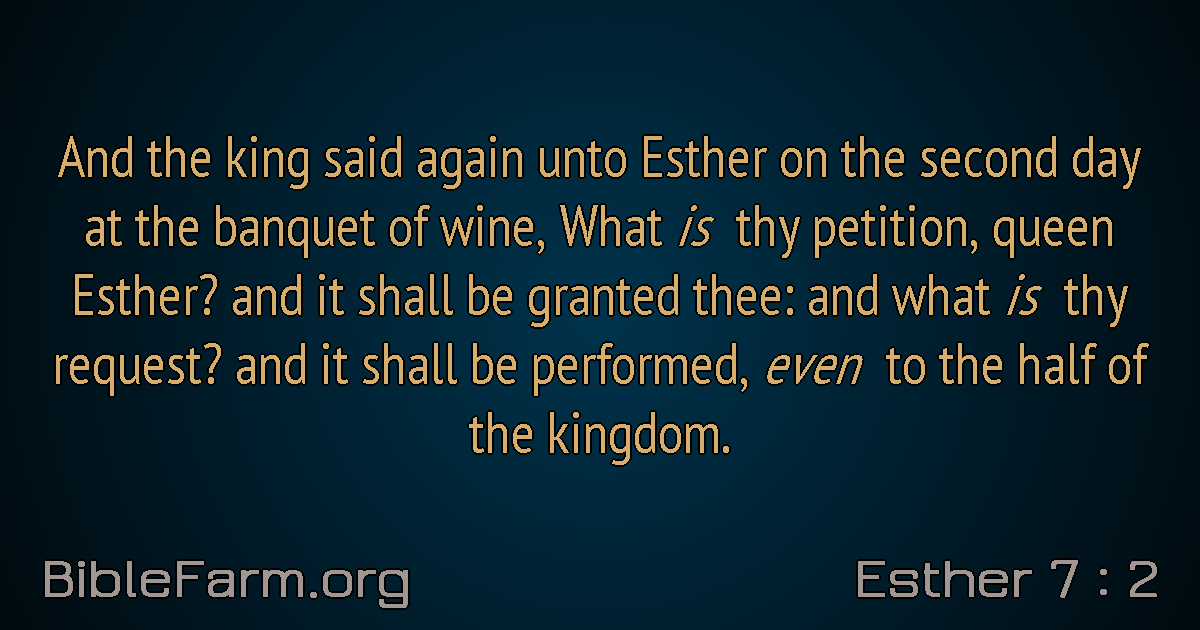 And the king said again unto Esther on the second day
at the banquet of wine, What is thy petition, queen
Esther? and it shall be granted thee: and what is thy
request? and it shall be performed, even to the half of
the kingdom.
BibleFarm.org
Esther 7 : 2